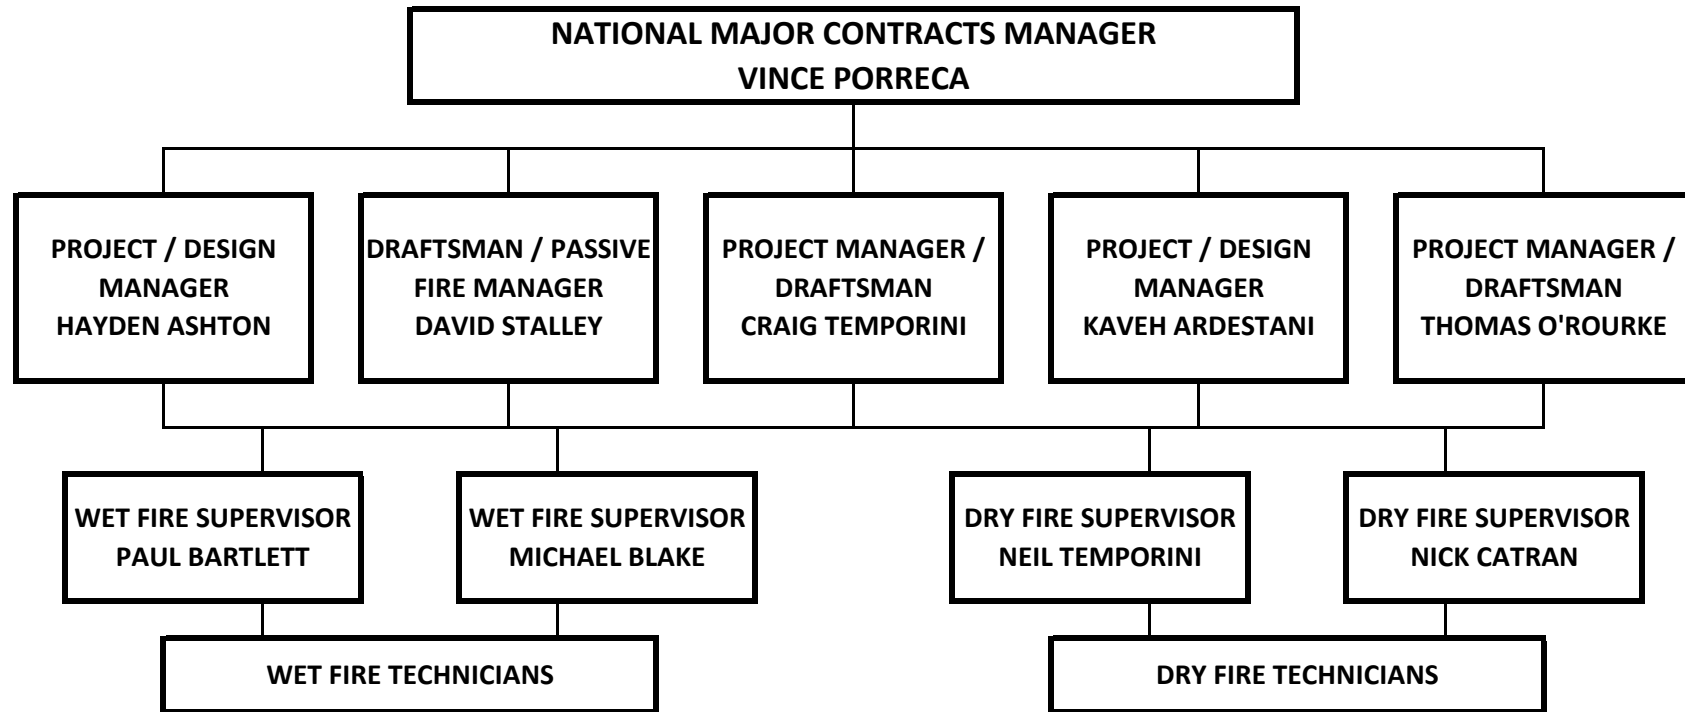 NATIONAL MAJOR CONTRACTS MANAGER
VINCE PORRECA
PROJECT / DESIGN
MANAGER
HAYDEN ASHTON
DRAFTSMAN / PASSIVE
FIRE MANAGER
DAVID STALLEY
PROJECT MANAGER /
DRAFTSMAN
CRAIG TEMPORINI
PROJECT / DESIGN
MANAGER
KAVEH ARDESTANI
PROJECT MANAGER /
DRAFTSMAN
THOMAS O'ROURKE
WET FIRE SUPERVISOR
PAUL BARTLETT
WET FIRE SUPERVISOR
MICHAEL BLAKE
DRY FIRE SUPERVISOR
NEIL TEMPORINI
DRY FIRE SUPERVISOR
NICK CATRAN
WET FIRE TECHNICIANS
DRY FIRE TECHNICIANS